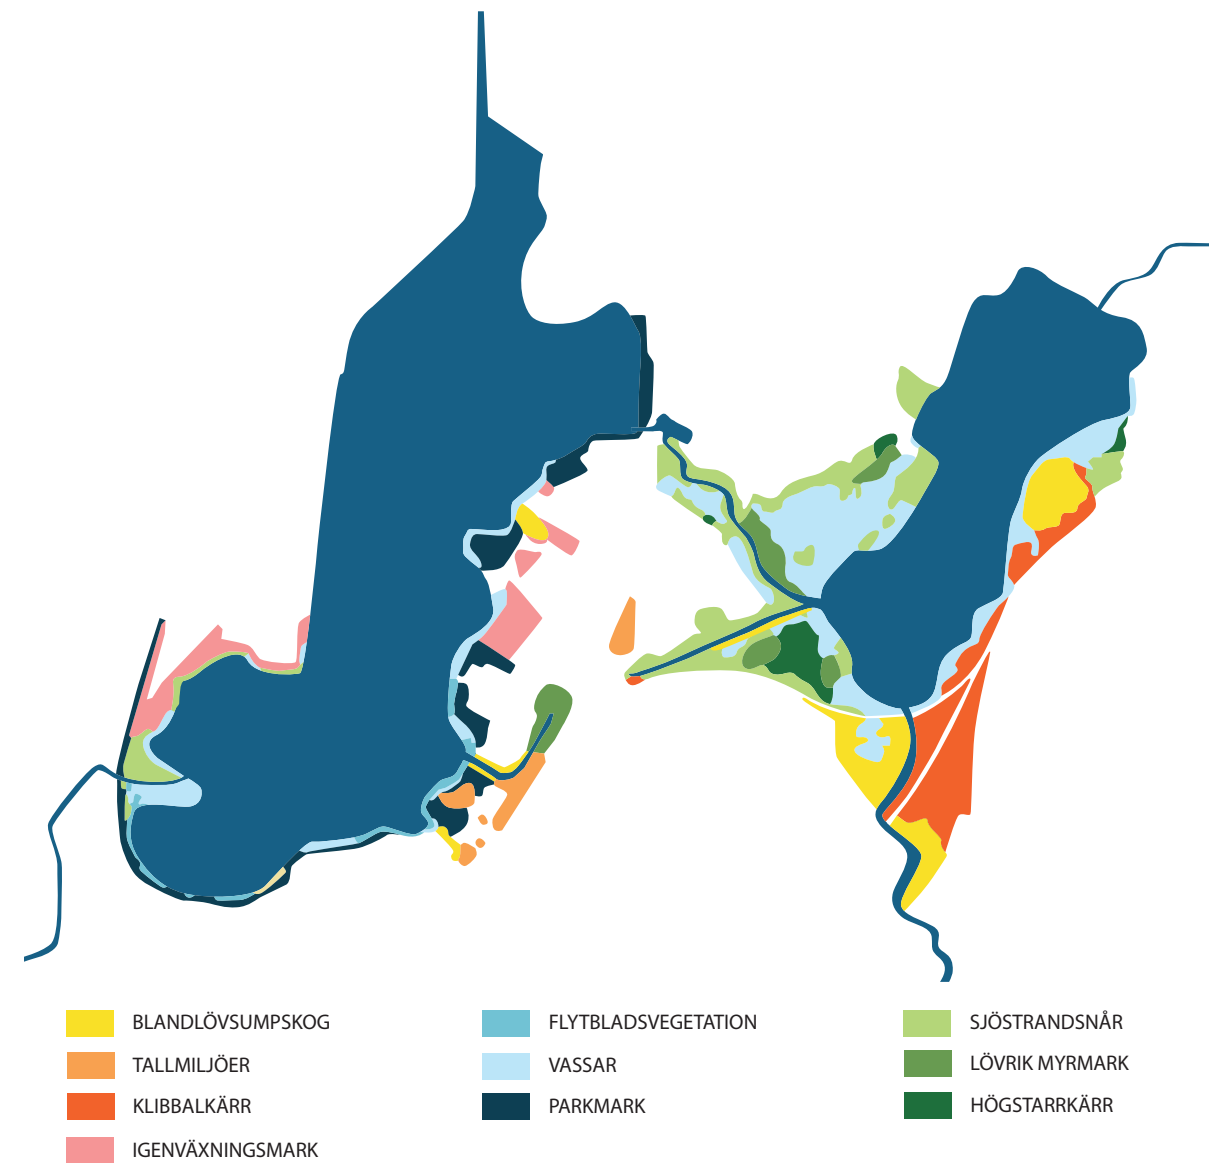 BLANDLÖVSUMPSKOG
TALLMILJÖER
KLIBBALKÄRR
IGENVÄXNINGSMARK
FLYTBLADSVEGETATION
VASSAR
PARKMARK
SJÖSTRANDSNÅR
LÖVRIK MYRMARK
HÖGSTARRKÄRR